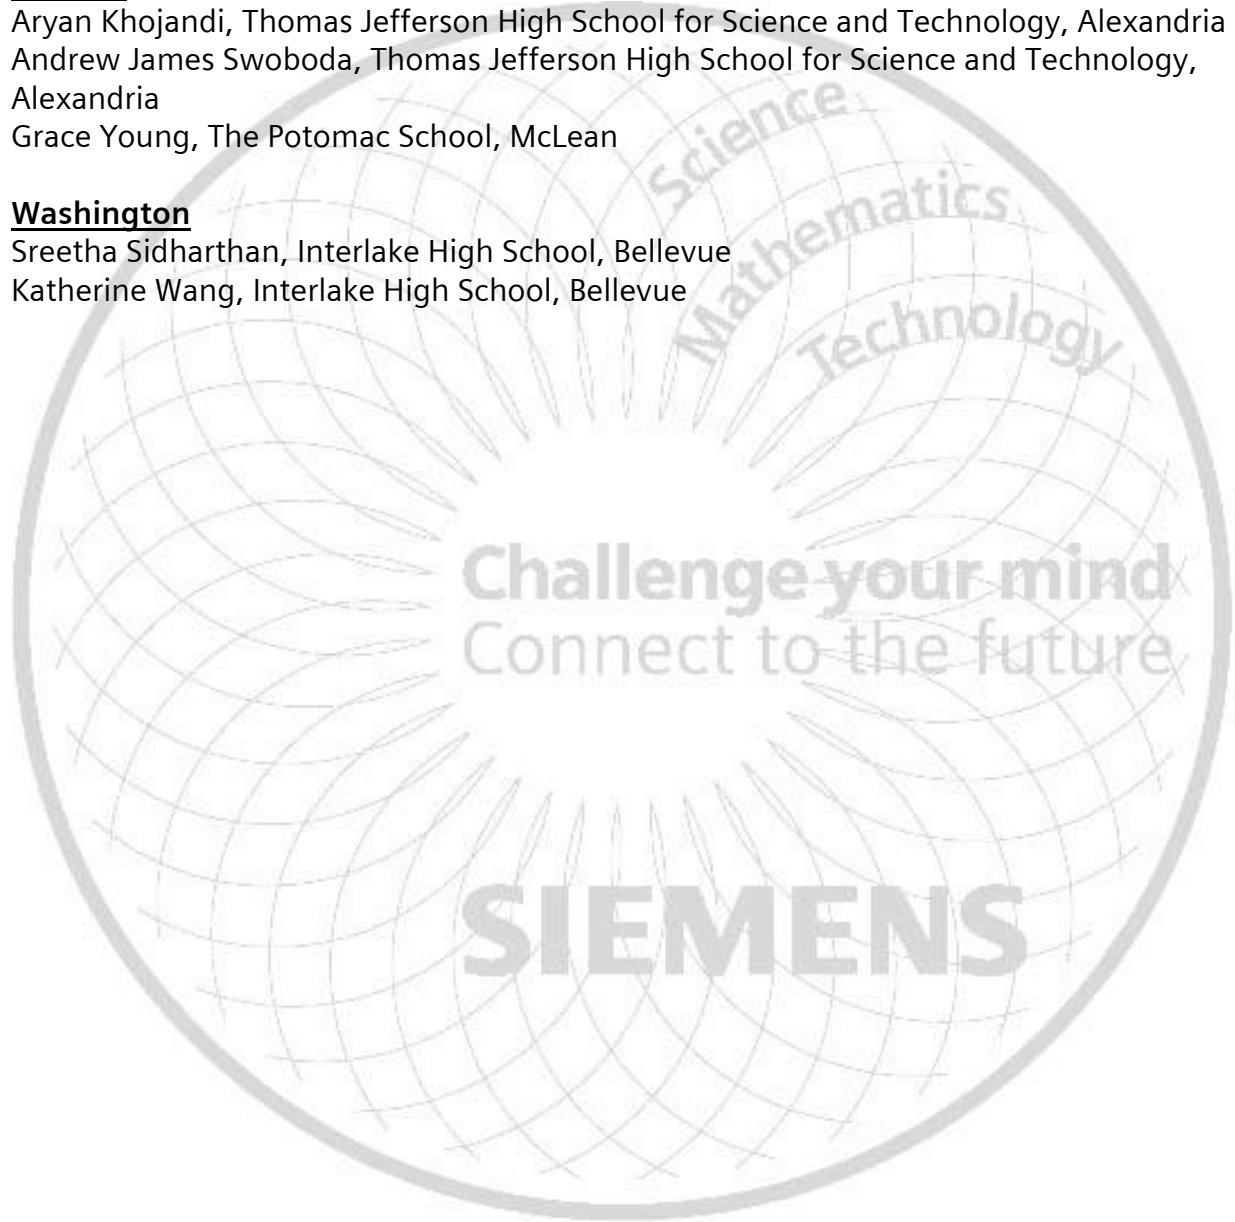 Aryan Khojandi, Thomas Jefferson High School for Science and Technology, Alexandria
Andrew James Swoboda, Thomas Jefferson High School for Science and Technology,
Alexandria
Grace Young, The Potomac School, McLean
Washington
Sreetha Sidharthan, Interlake High School, Bellevue
Katherine Wang, Interlake High School, Bellevue
Science
Mathematics
Technology
Challenge your mind
Connect to the future
SIEMENS